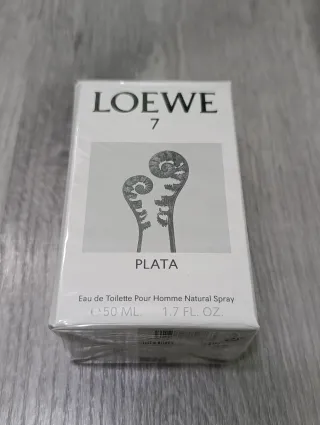 LOEWE
7
PLATA
Eau de Toilette Pour Homme Natural Spray
℮50 ML 1.7 FL. OZ.